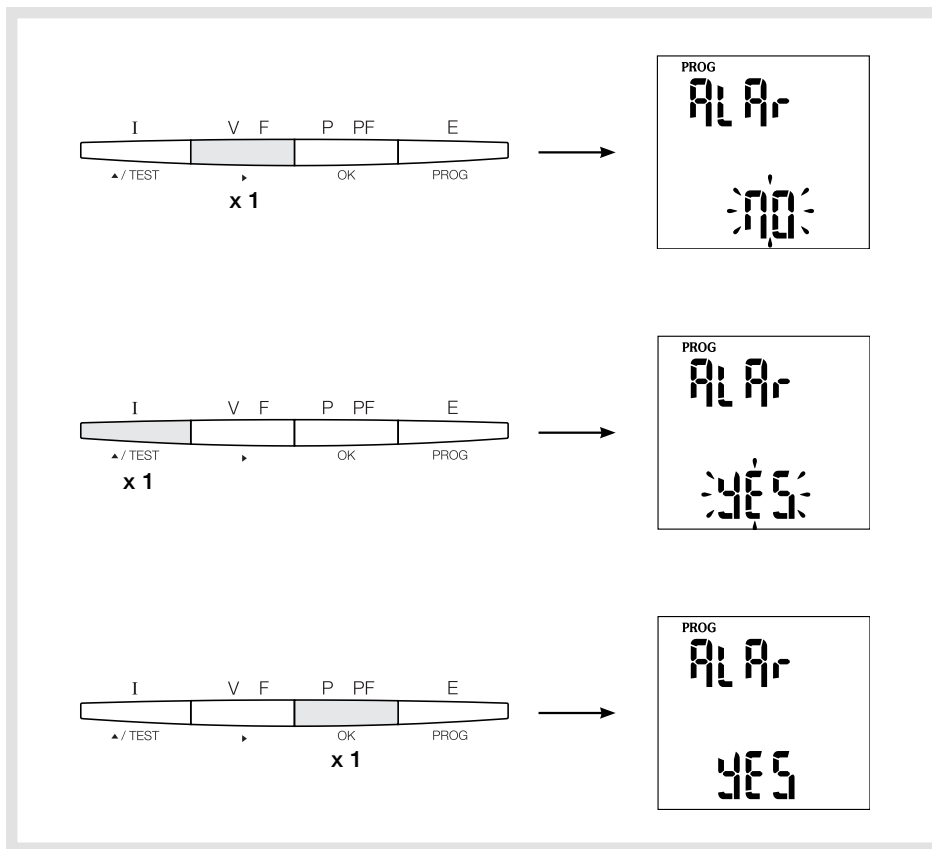 PROG
ALAr
I V F P PF E
▲/ TEST ▶ OK PROG
x 1
NO
PROG
ALAr
I V F P PF E
▲/ TEST ▶ OK PROG
x 1
YES
PROG
ALAr
I V F P PF E
▲/ TEST ▶ OK PROG
x 1
YES